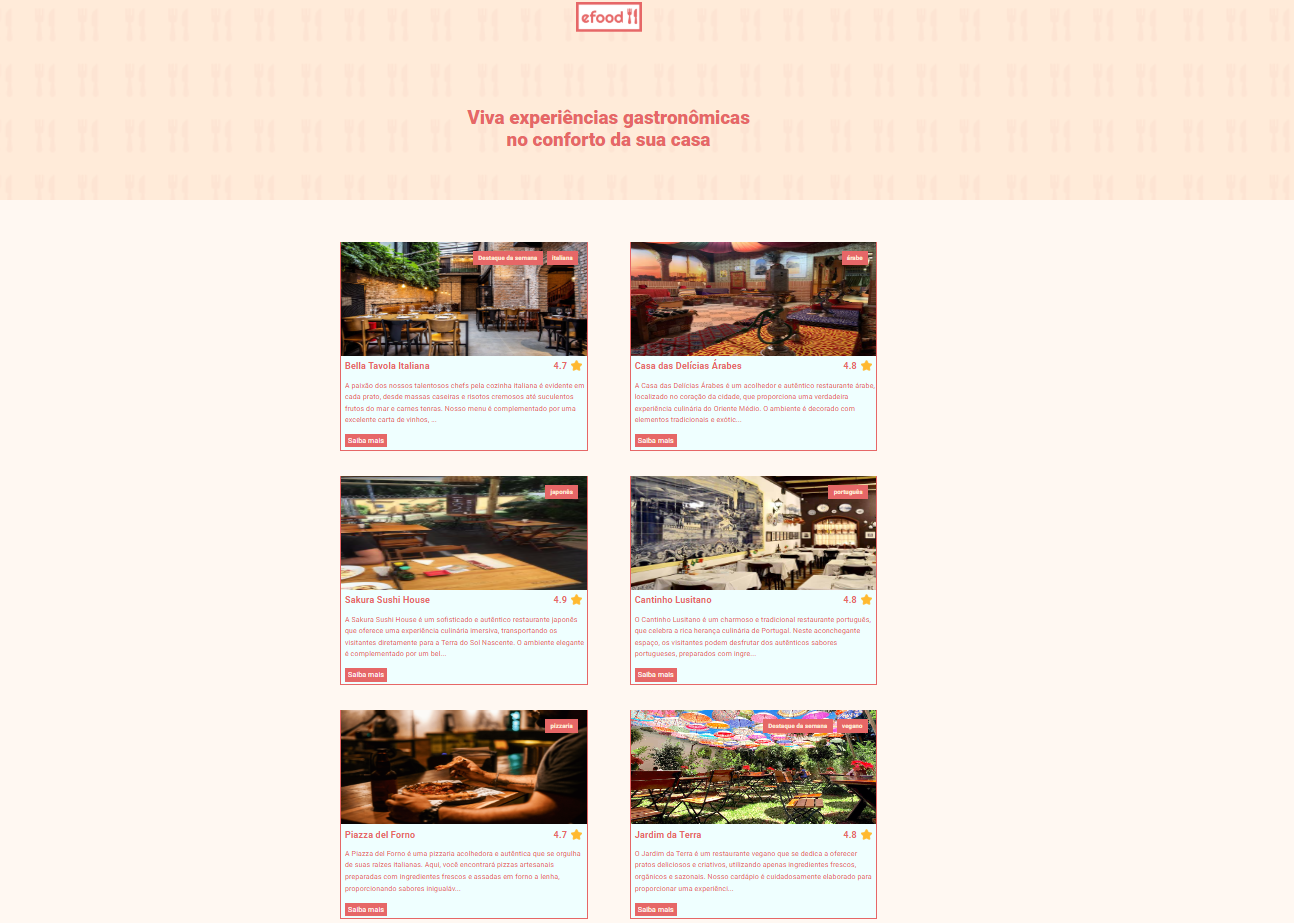 efood
Viva experiências gastronômicas
no conforto da sua casa
Destaque da semana
italiana
Bella Tavola Italiana
4.7
A paixão dos nossos talentosos chefs pela cozinha italiana é evidente em
cada prato, desde massas caseiras e risotos cremosos até suculentos
frutos do mar e carnes tenras. Nosso menu é complementado por uma
excelente carta de vinhos, ...
Saiba mais
árabe
Casa das Delícias Árabes
4.8
A Casa das Delícias Árabes é um acolhedor e autêntico restaurante árabe,
localizado no coração da cidade, que proporciona uma verdadeira
experiência culinária do Oriente Médio. O ambiente é decorado com
elementos tradicionais e exótic...
Saiba mais
japonês
Sakura Sushi House
4.9
A Sakura Sushi House é um sofisticado e autêntico restaurante japonês
que oferece uma experiência culinária imersiva, transportando os
visitantes diretamente para a Terra do Sol Nascente. O ambiente elegante
é complementado por um bel...
Saiba mais
português
Cantinho Lusitano
4.8
O Cantinho Lusitano é um charmoso e tradicional restaurante português,
que celebra a rica herança culinária de Portugal. Neste aconchegante
espaço, os visitantes podem desfrutar dos autênticos sabores
portugueses, preparados com ingre...
Saiba mais
pizzaria
Piazza del Forno
4.7
A Piazza del Forno é uma pizzaria acolhedora e autêntica que se orgulha
de suas raízes italianas. Aqui, você encontrará pizzas artesanais
preparadas com ingredientes frescos e assadas em forno a lenha,
proporcionando sabores inigualáv...
Saiba mais
Destaque da semana
vegano
Jardim da Terra
4.8
O Jardim da Terra é um restaurante vegano que se dedica a oferecer
pratos deliciosos e criativos, utilizando apenas ingredientes frescos,
orgânicos e sazonais. Nosso cardápio é cuidadosamente elaborado para
proporcionar uma experiênci...
Saiba mais